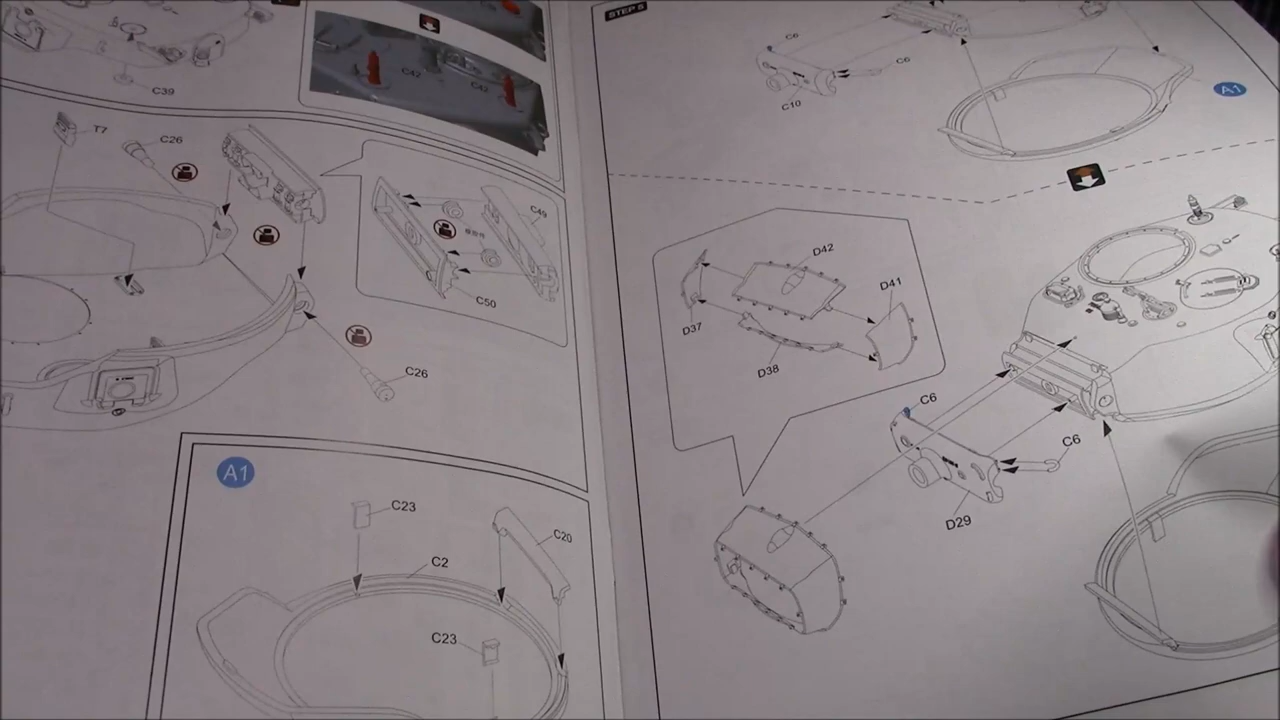 C39
C42
C42
T7
C26
C49
C50
C26
A1
C23
C20
C2
C23
STEP 5
C6
C6
C10
A1
D42
D41
D37
D38
C6
C6
D29